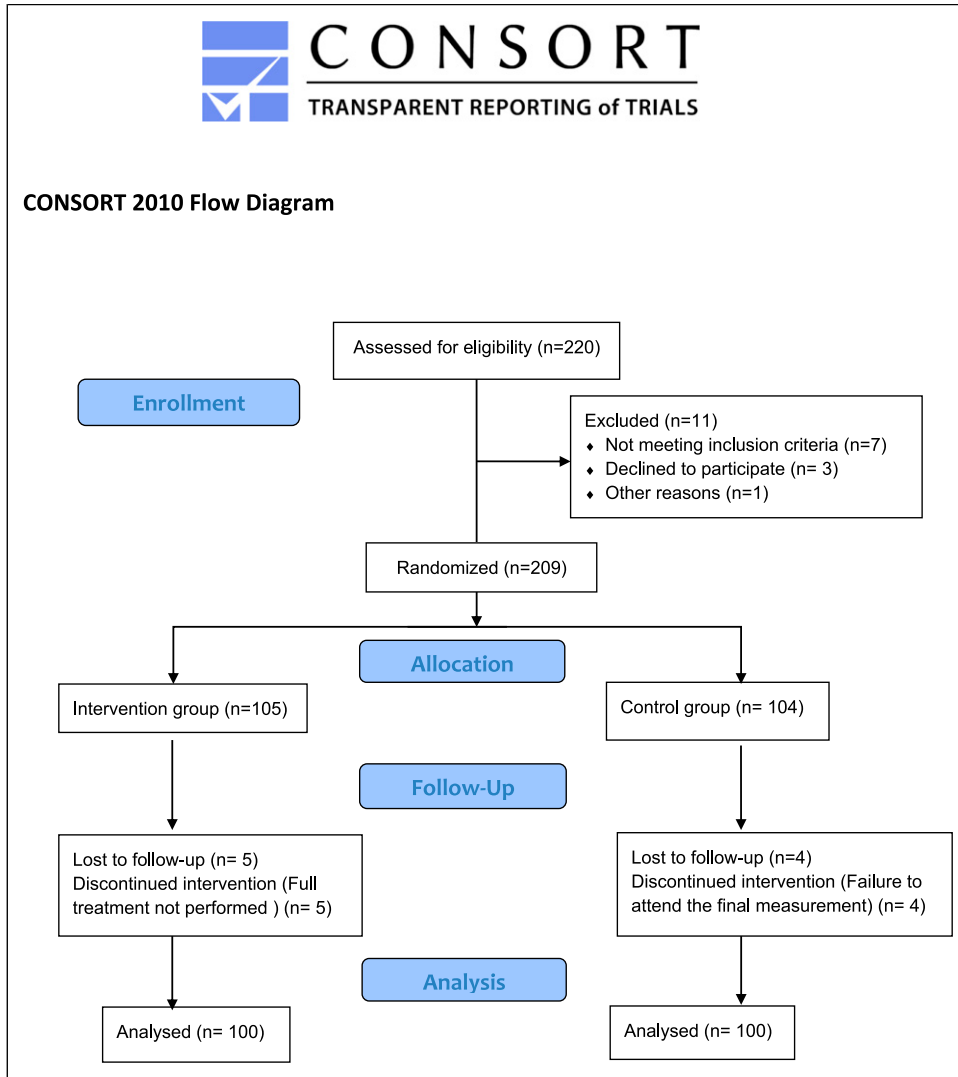 CONSORT
TRANSPARENT REPORTING of TRIALS
CONSORT 2010 Flow Diagram
Assessed for eligibility (n=220)
Enrollment
Excluded (n=11)
♦ Not meeting inclusion criteria (n=7)
♦ Declined to participate (n= 3)
♦ Other reasons (n=1)
Randomized (n=209)
Allocation
Intervention group (n=105)
Control group (n= 104)
Follow-Up
Lost to follow-up (n= 5)
Discontinued intervention (Full
treatment not performed ) (n= 5)
Lost to follow-up (n=4)
Discontinued intervention (Failure to
attend the final measurement) (n= 4)
Analysis
Analysed (n= 100)
Analysed (n= 100)